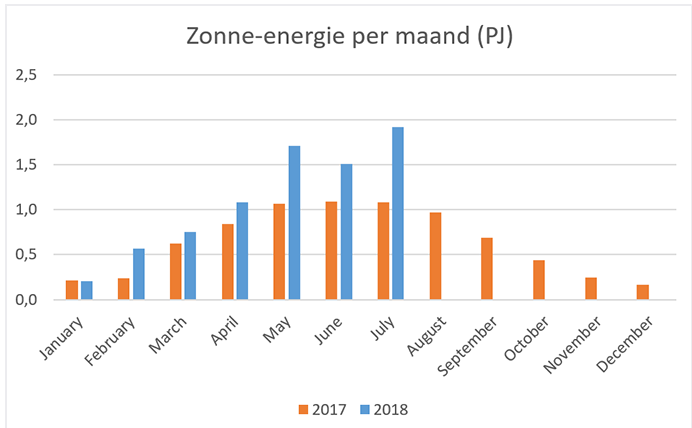 Zonne-energie per maand (PJ)
2,5
2,0
1,5
1,0
0,5
0,0
January
February
March
April
May
June
July
August
September
October
November
December
2017
2018